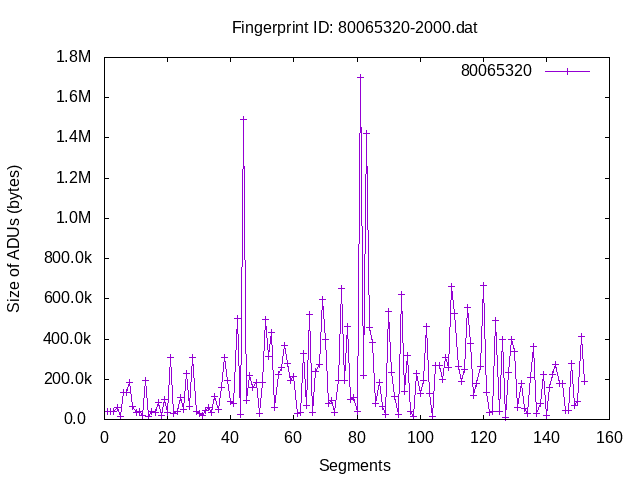 Fingerprint ID: 80065320-2000.dat
80065320
Size of ADUs (bytes)
1.8M
1.6M
1.4M
1.2M
1.0M
800.0k
600.0k
400.0k
200.0k
0.0
0 20 40 60 80 100 120 140 160
Segments